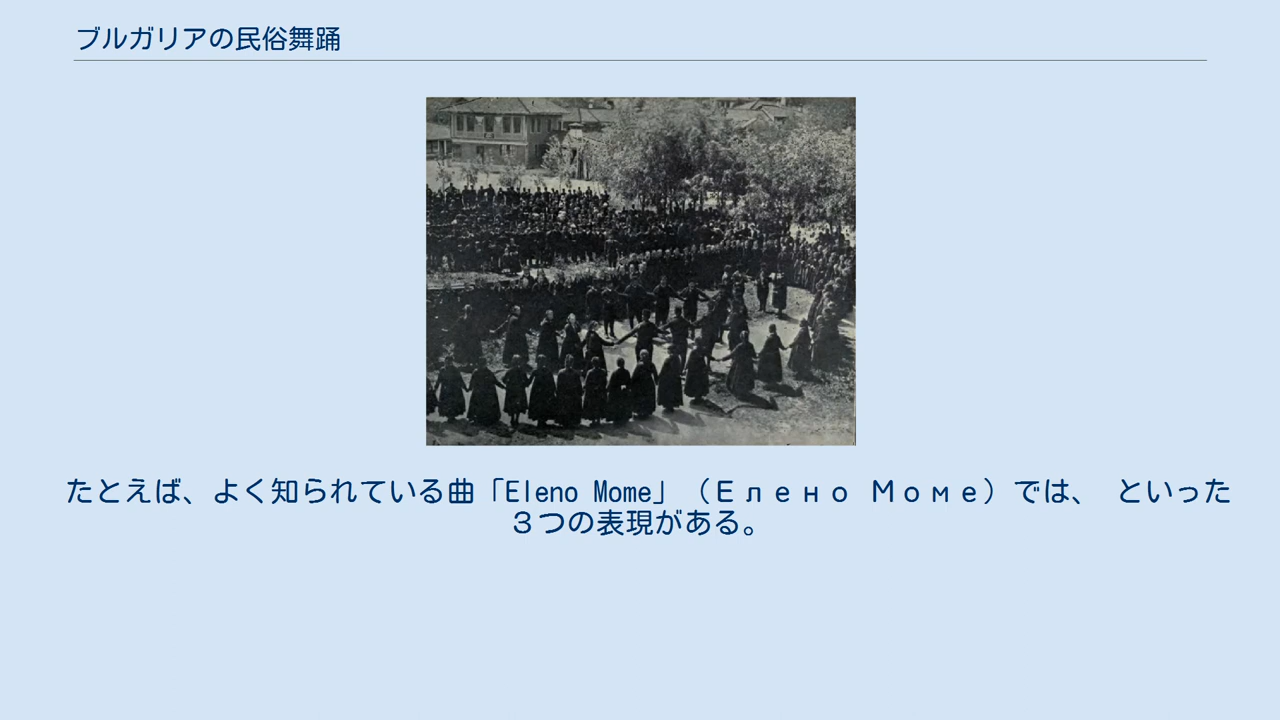 ブルガリアの民俗舞踊
たとえば、よく知られている曲「Eleno Mome」（Елено Моме）では、 といった
３つの表現がある。